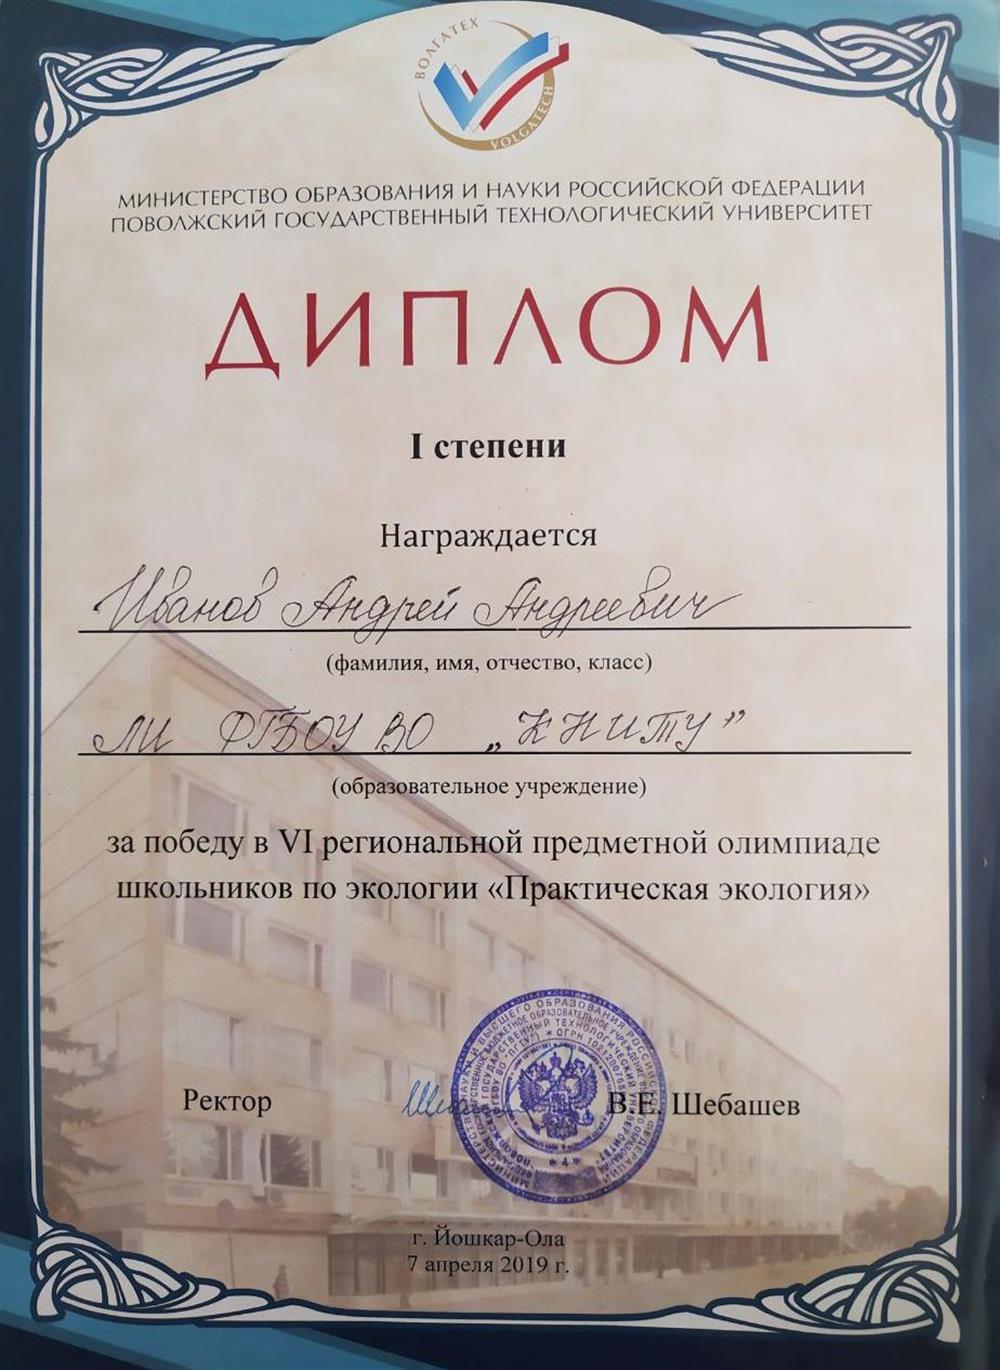 ВОЛГАТЕХ
VOLGATECH
МИНИСТЕРСТВО ОБРАЗОВАНИЯ И НАУКИ РОССИЙСКОЙ ФЕДЕРАЦИИ
ПОВОЛЖСКИЙ ГОСУДАРСТВЕННЫЙ ТЕХНОЛОГИЧЕСКИЙ УНИВЕРСИТЕТ
ДИПЛОМ
I степени
Награждается
Иванов Андрей Андреевич
(фамилия, имя, отчество, класс)
ЛИ ФГБОУ ВО „КНИТУ”
(образовательное учреждение)
за победу в VI региональной предметной олимпиаде
школьников по экологии «Практическая экология»
Ректор В.Е. Шебашев
г. Йошкар-Ола
7 апреля 2019 г.